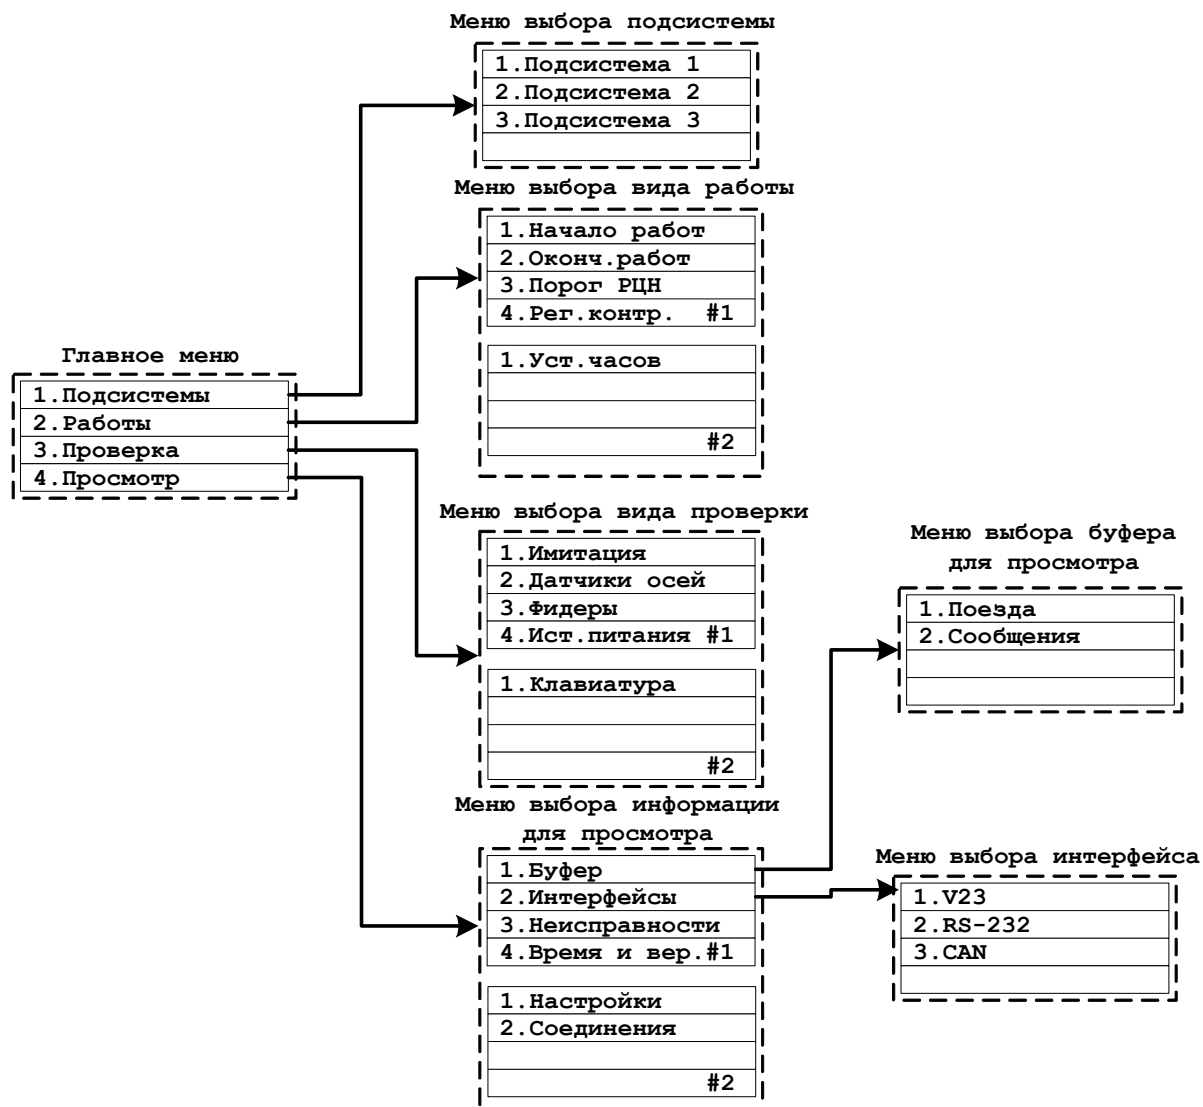 Меню выбора подсистемы
1.Подсистема 1
2.Подсистема 2
3.Подсистема 3
Меню выбора вида работы
1.Начало работ
2.Оконч.работ
3.Порог РЦН
4.Рег.контр. #1
1.Уст.часов
#2
Главное меню
1.Подсистемы
2.Работы
3.Проверка
4.Просмотр
Меню выбора вида проверки
1.Имитация
2.Датчики осей
3.Фидеры
4.Ист.питания #1
1.Клавиатура
#2
Меню выбора информации
для просмотра
1.Буфер
2.Интерфейсы
3.Неисправности
4.Время и вер.#1
1.Настройки
2.Соединения
#2
Меню выбора буфера
для просмотра
1.Поезда
2.Сообщения
Меню выбора интерфейса
1.V23
2.RS-232
3.CAN